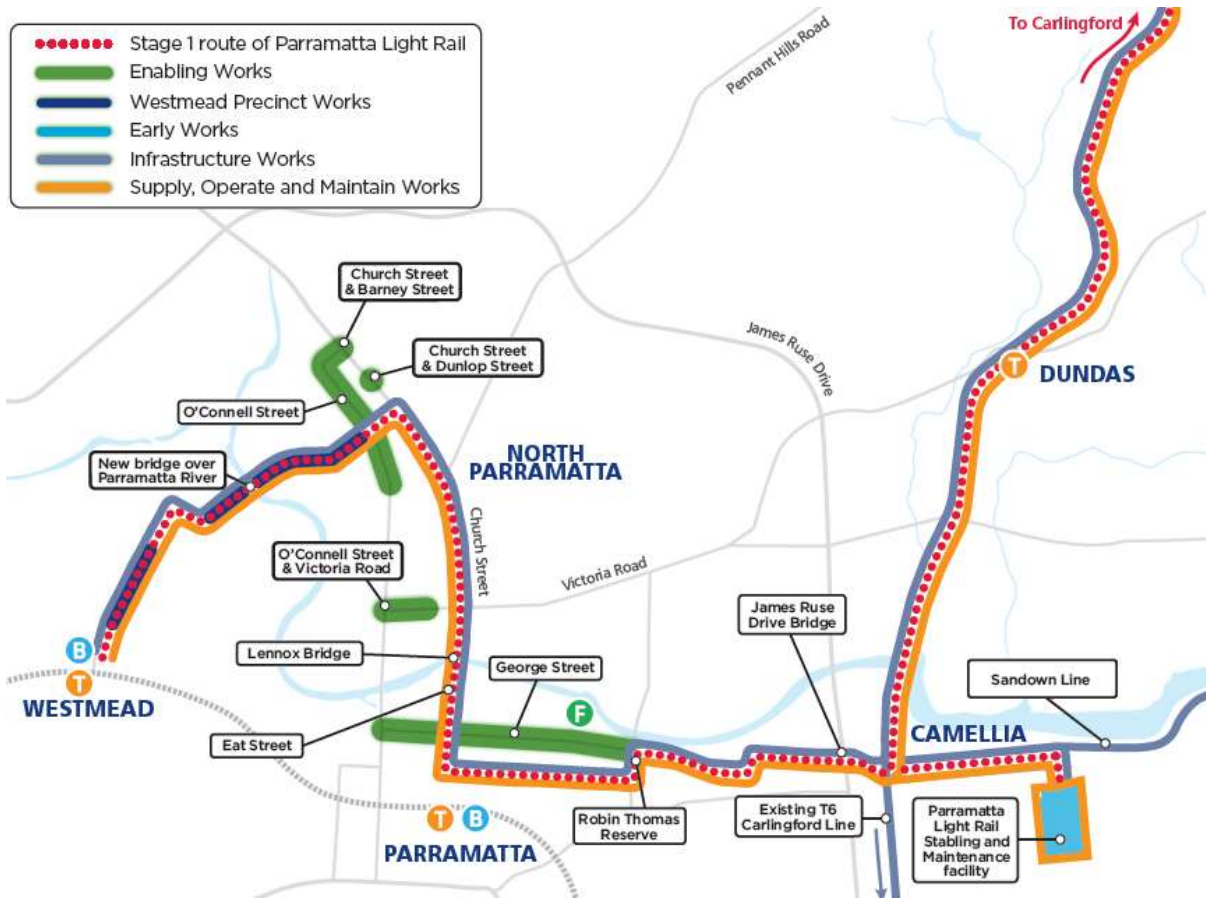 Stage 1 route of Parramatta Light Rail
Enabling Works
Westmead Precinct Works
Early Works
Infrastructure Works
Supply, Operate and Maintain Works
To Carlingford
Pennant Hills Road
Church Street
& Barney Street
Church Street
& Dunlop Street
James Ruse Drive
T
DUNDAS
O'Connell Street
NORTH
PARRAMATTA
New bridge over
Parramatta River
Church Street
O'Connell Street
& Victoria Road
Victoria Road
James Ruse
Drive Bridge
B
T
WESTMEAD
Lennox Bridge
George Street
Sandown Line
F
Eat Street
CAMELLIA
T
B
PARRAMATTA
Robin Thomas
Reserve
Existing T6
Carlingford Line
Parramatta
Light Rail
Stabling and
Maintenance
facility